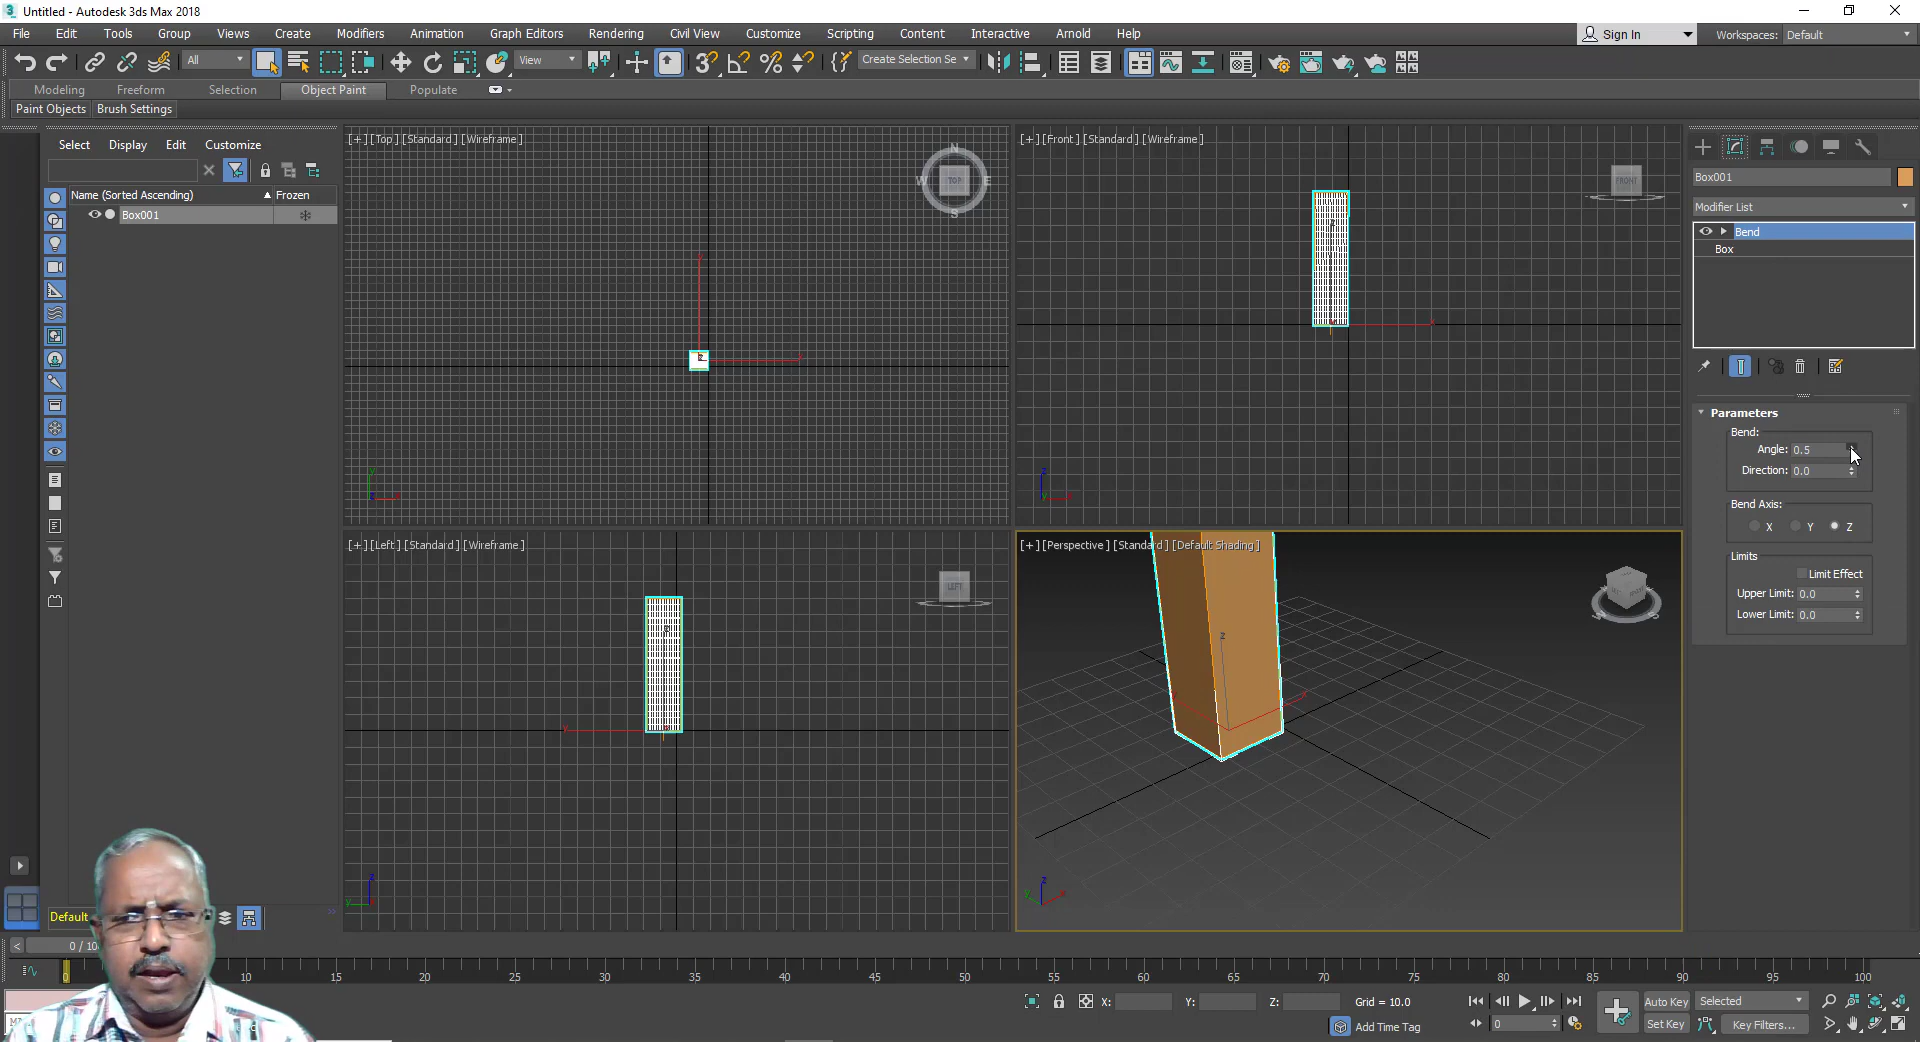 Untitled - Autodesk 3ds Max 2018
File Edit Tools Group Views Create Modifiers Animation Graph Editors Rendering Civil View Customize Scripting Content Interactive Arnold Help
Sign In
Workspaces: Default
All
View
Create Selection Se
Modeling Freeform Selection Object Paint Populate
Paint Objects Brush Settings
Select Display Edit Customize
Name (Sorted Ascending) Frozen
Box001
[+] [Top] [Standard] [Wireframe]
N
W TOP E
S
[+] [Front] [Standard] [Wireframe]
FRONT
[+] [Left] [Standard] [Wireframe]
LEFT
[+] [Perspective] [Standard] [Default Shading]
Box001
Modifier List
Bend
Box
Parameters
Bend:
Angle: 0.5
Direction: 0.0
Bend Axis:
X Y Z
Limits
Limit Effect
Upper Limit: 0.0
Lower Limit: 0.0
Default
0 / 10
0 10 15 20 25 30 35 40 45 50 55 60 65 70 75 80 85 90 95 100
X: Y: Z: Grid = 10.0
Add Time Tag
0
Auto Key Selected
Set Key Key Filters...